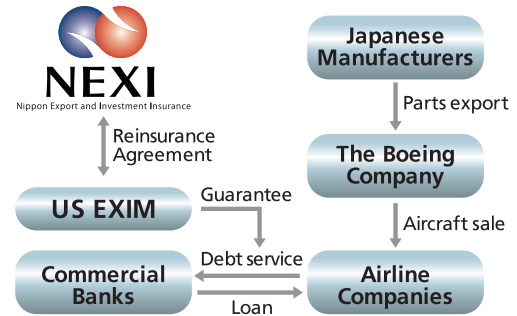 NEXI
Nippon Export and Investment Insurance
Reinsurance
Agreement
US EXIM
Guarantee
Debt service
Commercial
Banks
Loan
Japanese
Manufacturers
Parts export
The Boeing
Company
Aircraft sale
Airline
Companies